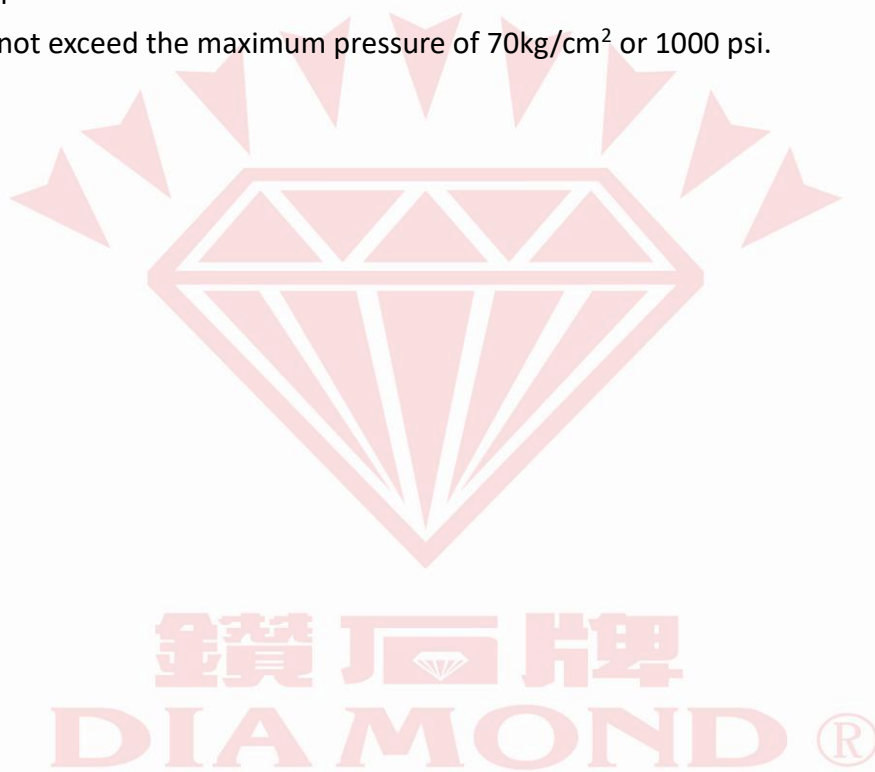 not exceed the maximum pressure of 70kg/cm² or 1000 psi.
鑽石牌
DIAMOND ®